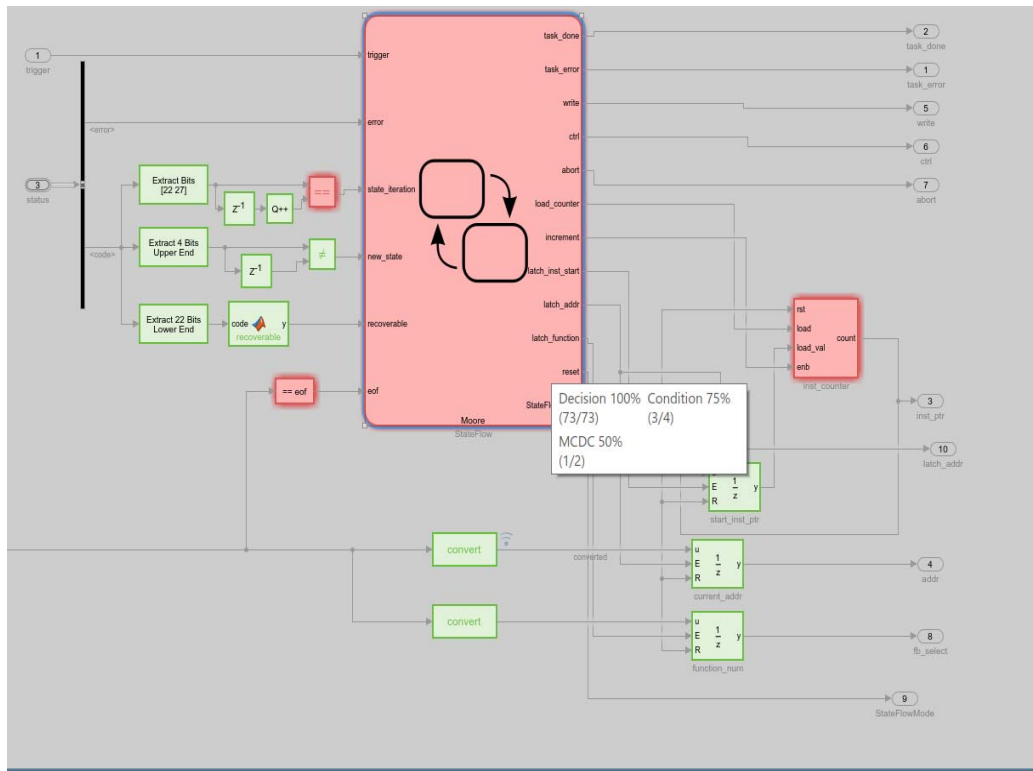 1
trigger
<error>
3
status
<code>
Extract Bits
[22 27]
Z-1
Q++
==
Extract 4 Bits
Upper End
Z-1
≠
Extract 22 Bits
Lower End
code y
recoverable
== eof
trigger
error
state_iteration
new_state
recoverable
eof
task_done
task_error
write
ctrl
abort
load_counter
increment
latch_inst_start
latch_addr
latch_function
reset
Moore
StateFlow
Decision 100% Condition 75%
(73/73) (3/4)
MCDC 50%
(1/2)
2
task_done
1
task_error
5
write
6
ctrl
7
abort
rst
load
load_val
enb
count
inst_counter
3
inst_ptr
10
latch_addr
E 1 y
R z
start_inst_ptr
convert
converted
u
E 1 y
R z
current_addr
4
addr
convert
u
E 1 y
R z
function_num
8
fb_select
9
StateFlowMode